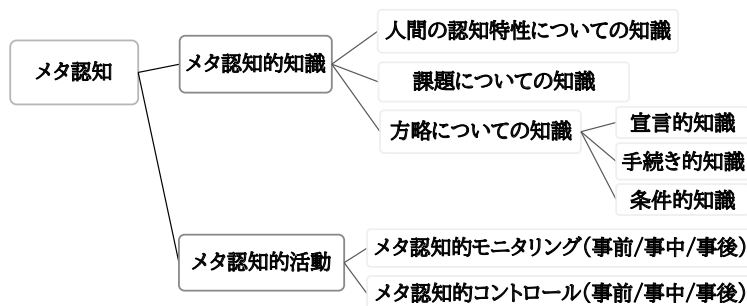 メタ認知
メタ認知的知識
人間の認知特性についての知識
課題についての知識
方略についての知識
宣言的知識
手続き的知識
条件的知識
メタ認知的活動
メタ認知的モニタリング(事前/事中/事後)
メタ認知的コントロール(事前/事中/事後)